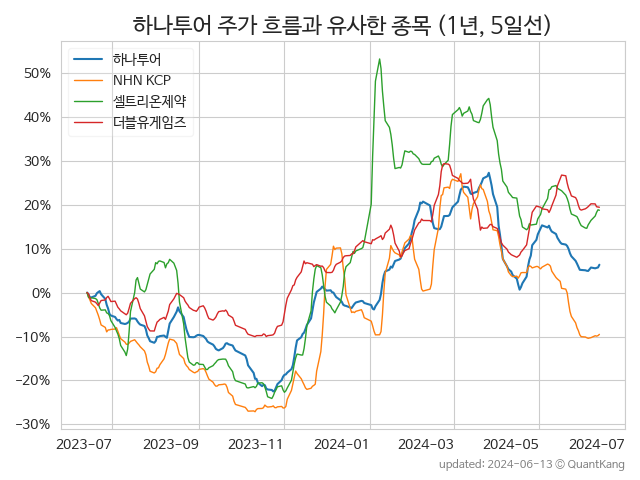 하나투어 주가 흐름과 유사한 종목 (1년, 5일선)
하나투어
NHN KCP
셀트리온제약
더블유게임즈
50%
40%
30%
20%
10%
0%
−10%
−20%
−30%
2023-07 2023-09 2023-11 2024-01 2024-03 2024-05 2024-07
updated: 2024-06-13 ⓒ QuantKang